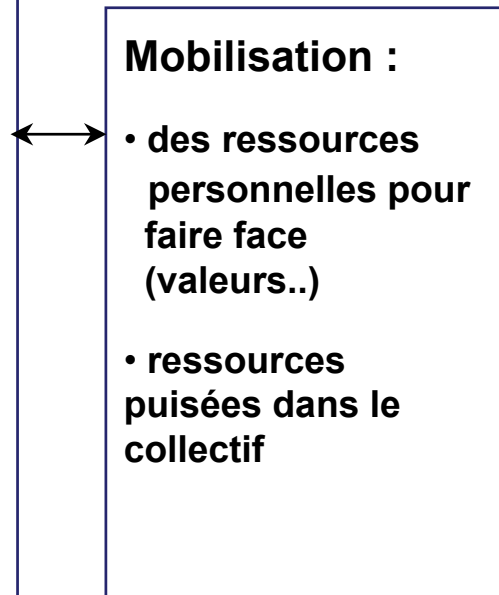 Mobilisation :
• des ressources
personnelles pour
faire face
(valeurs..)
• ressources
puisées dans le
collectif